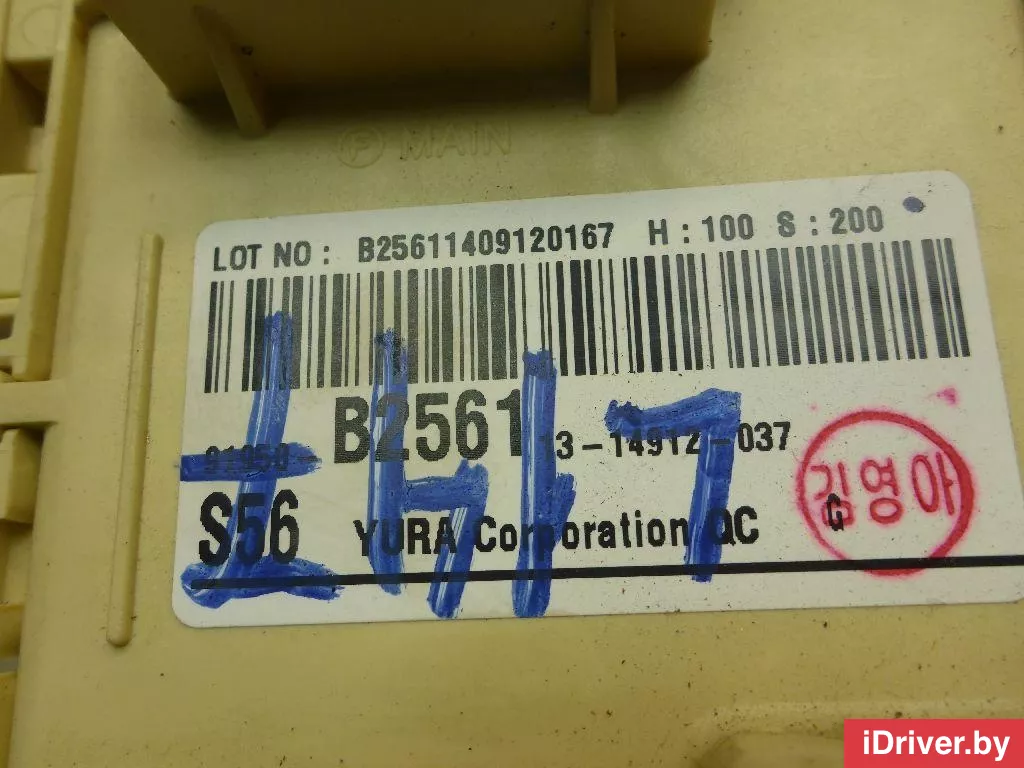 F MAIN
LOT NO : B25611409120167 H : 100 S : 200
91950- B2561 3-14912-037
S56 YURA Corporation QC G
김영아
iDriver.by